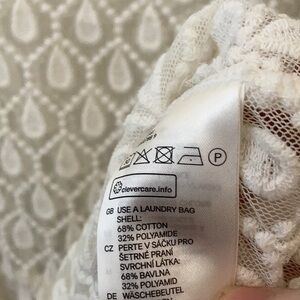 P
clevercare.info
GB USE A LAUNDRY BAG
SHELL:
68% COTTON
32% POLYAMIDE
CZ PERTE V SÁČKU PRO
ŠETRNÉ PRANÍ
SVRCHNÍ LÁTKA:
68% BAVLNA
32% POLYAMID
DE WÄSCHEBEUTEL